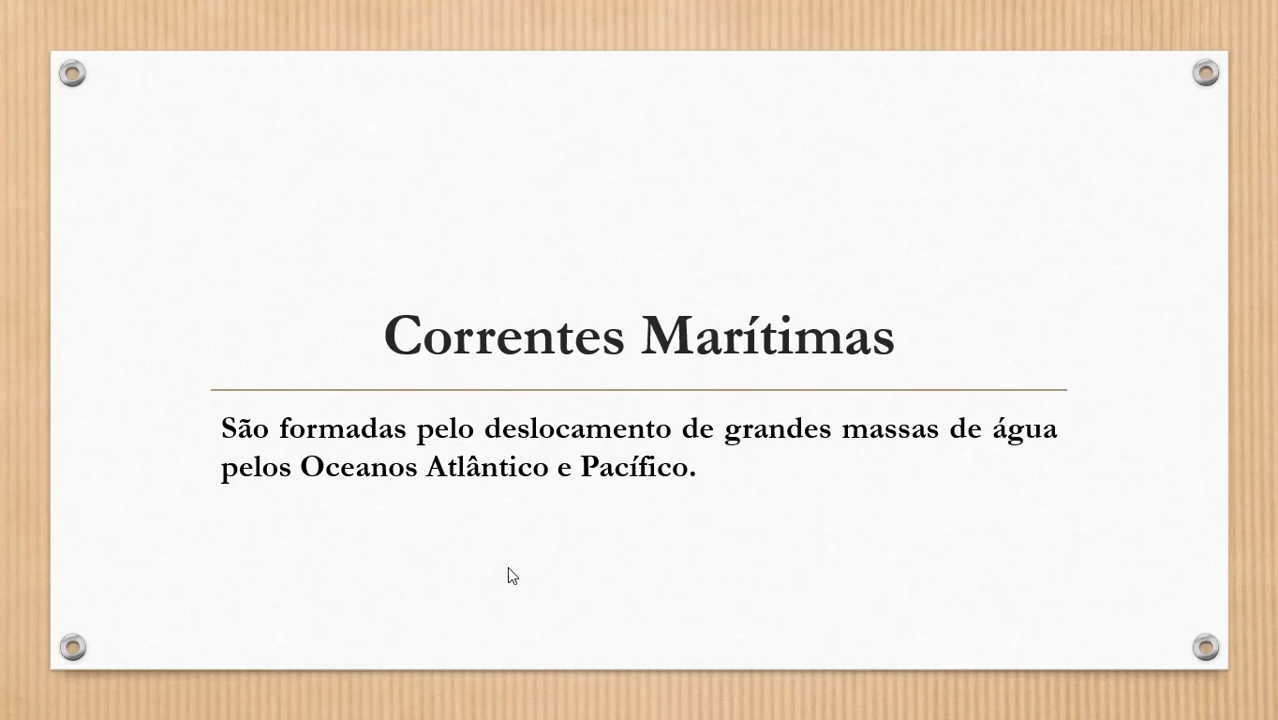 Correntes Marítimas
São formadas pelo deslocamento de grandes massas de água
pelos Oceanos Atlântico e Pacífico.